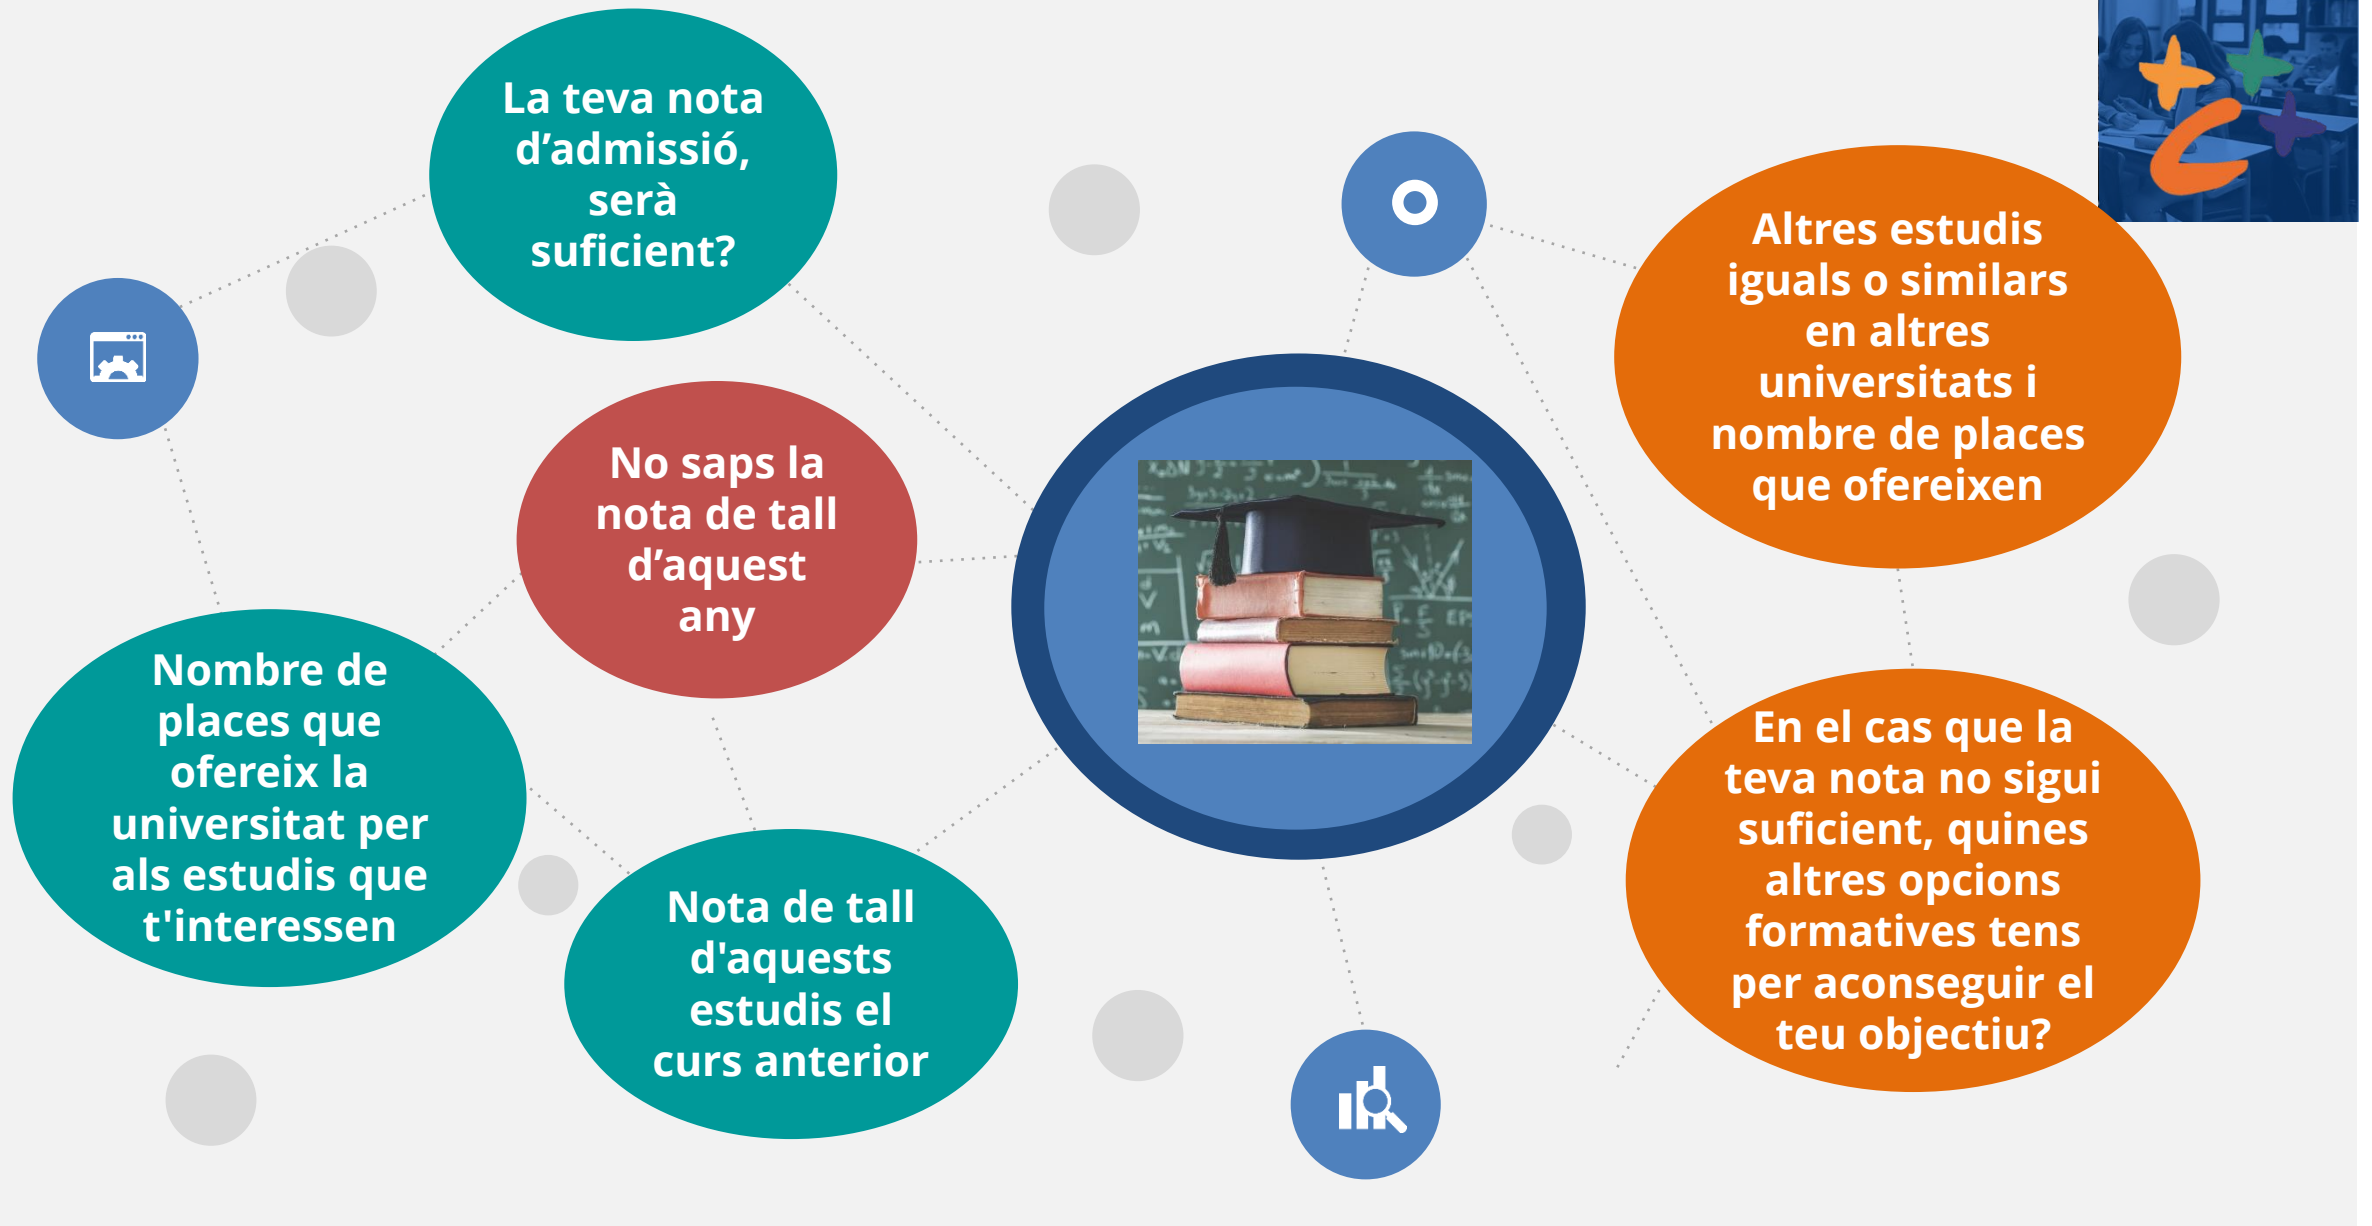 La teva nota
d’admissió,
serà
suficient?
No saps la
nota de tall
d’aquest
any
Nombre de
places que
ofereix la
universitat per
als estudis que
t'interessen
Nota de tall
d'aquests
estudis el
curs anterior
Altres estudis
iguals o similars
en altres
universitats i
nombre de places
que ofereixen
En el cas que la
teva nota no sigui
suficient, quines
altres opcions
formatives tens
per aconseguir el
teu objectiu?